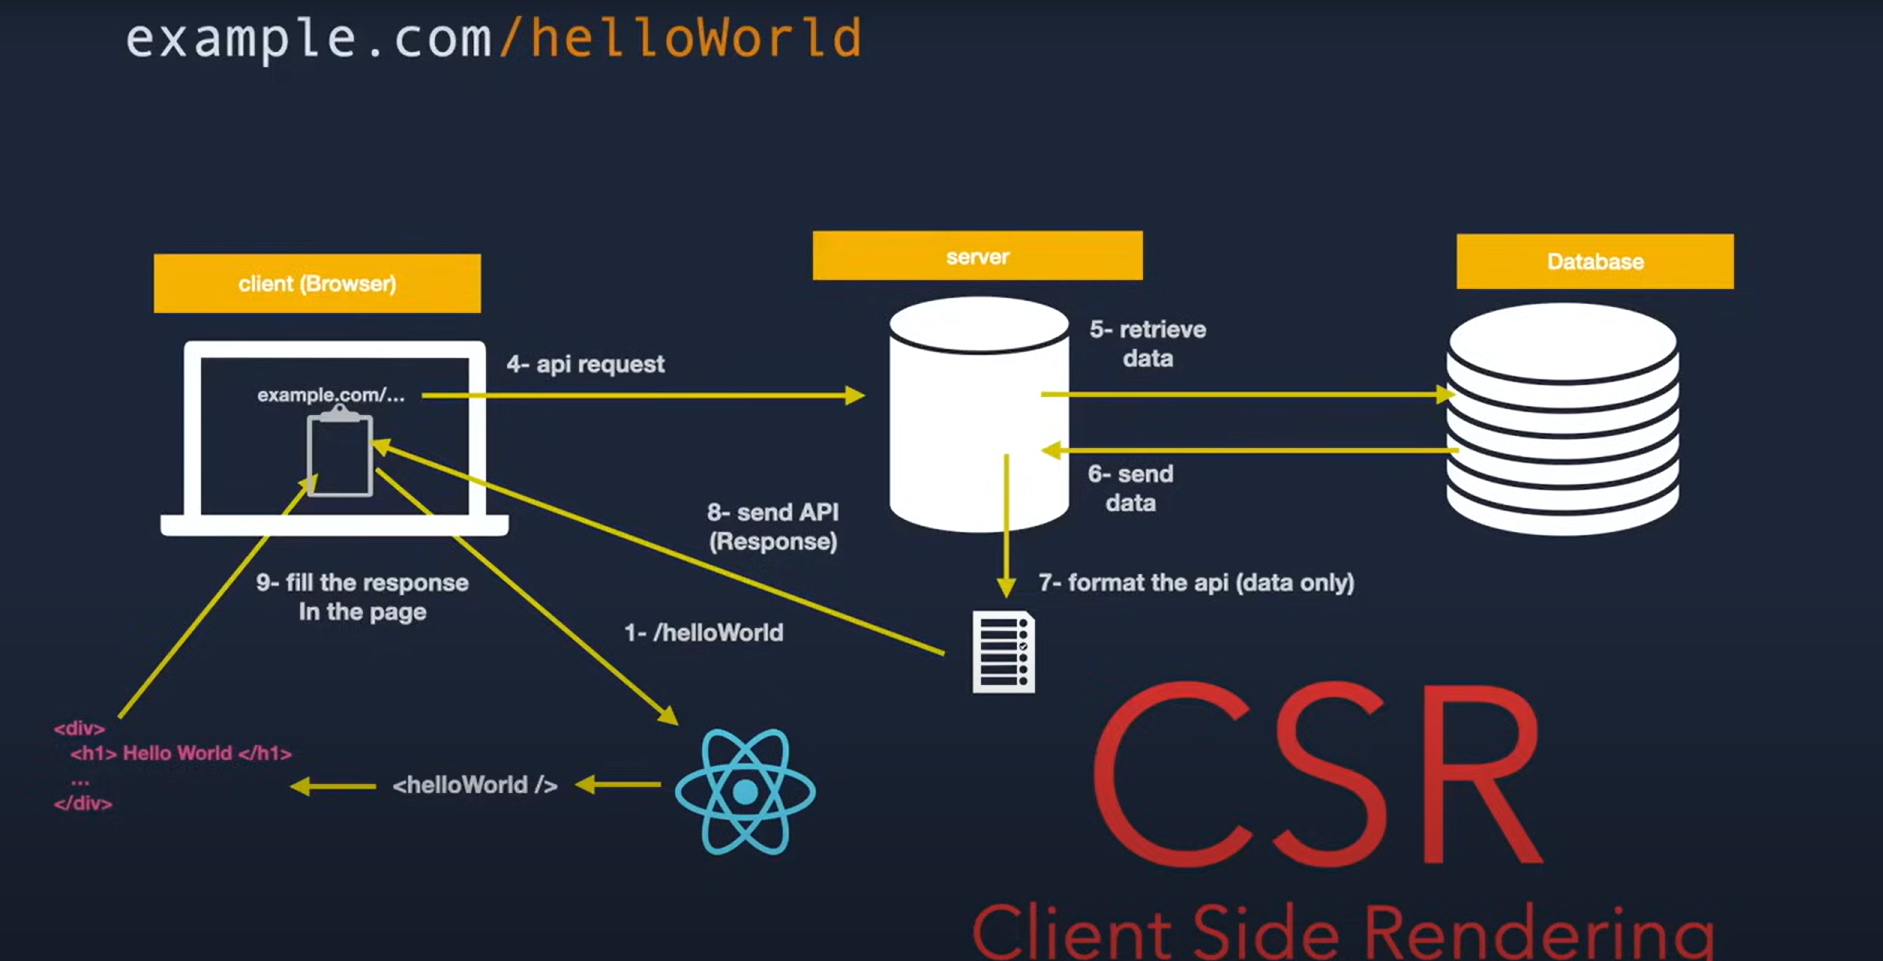 example.com/helloWorld
client (Browser)
server
Database
example.com/...
4- api request
5- retrieve
data
6- send
data
8- send API
(Response)
7- format the api (data only)
9- fill the response
In the page
1- /helloWorld
<div>
<h1> Hello World </h1>
...
</div>
<helloWorld />
CSR
Client Side Rendering